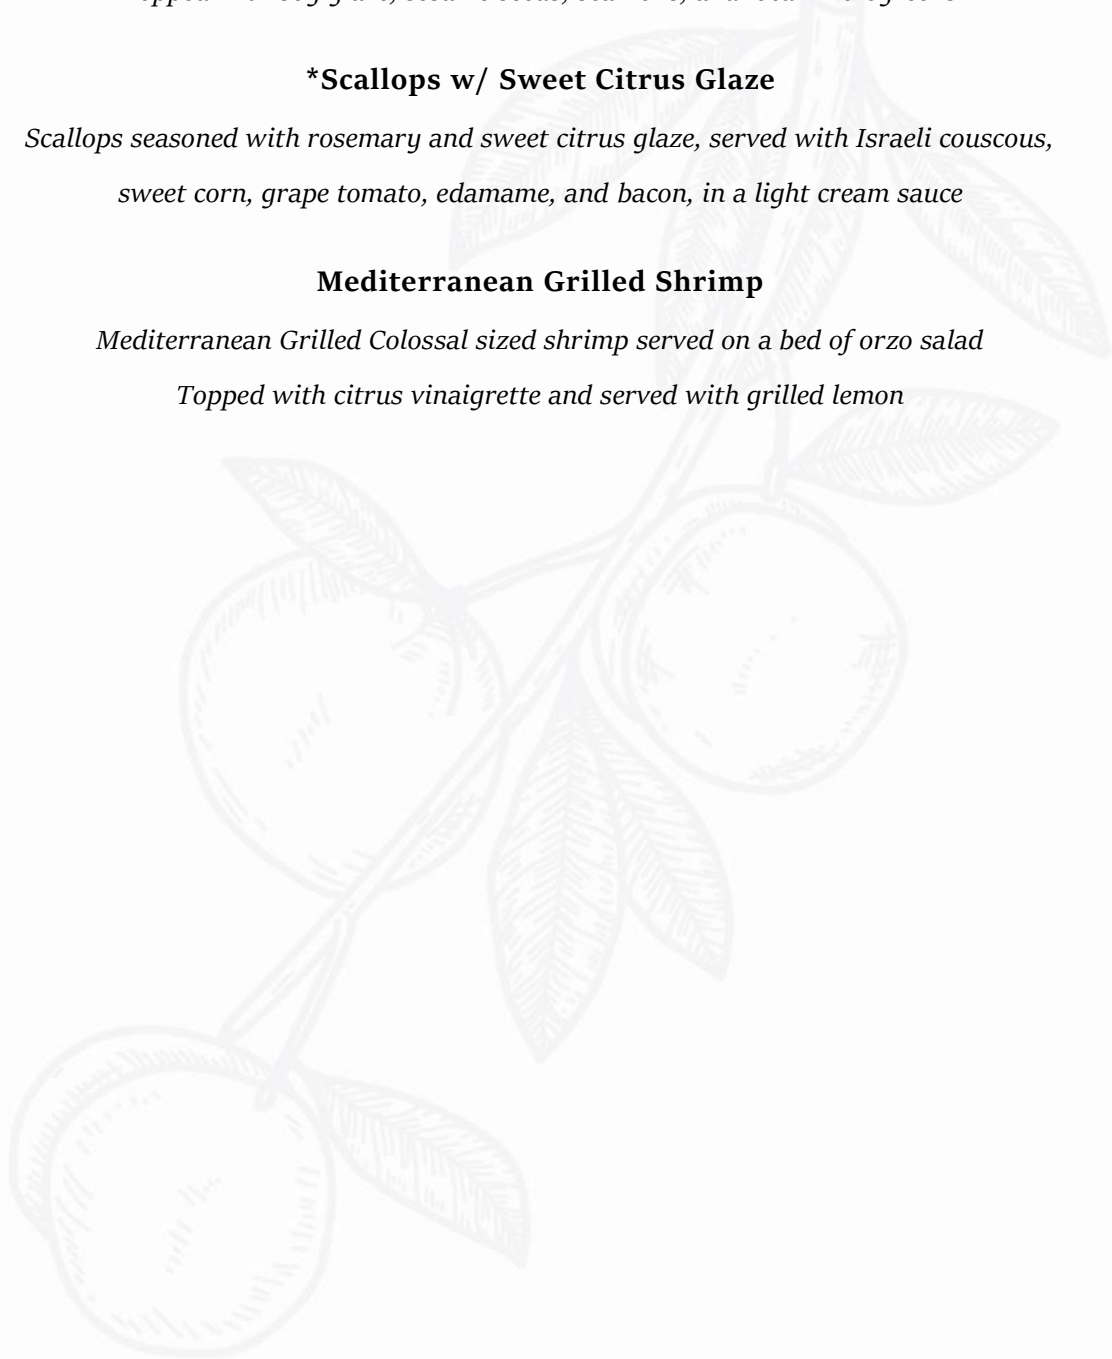 *Scallops w/ Sweet Citrus Glaze
Scallops seasoned with rosemary and sweet citrus glaze, served with Israeli couscous,
sweet corn, grape tomato, edamame, and bacon, in a light cream sauce
Mediterranean Grilled Shrimp
Mediterranean Grilled Colossal sized shrimp served on a bed of orzo salad
Topped with citrus vinaigrette and served with grilled lemon